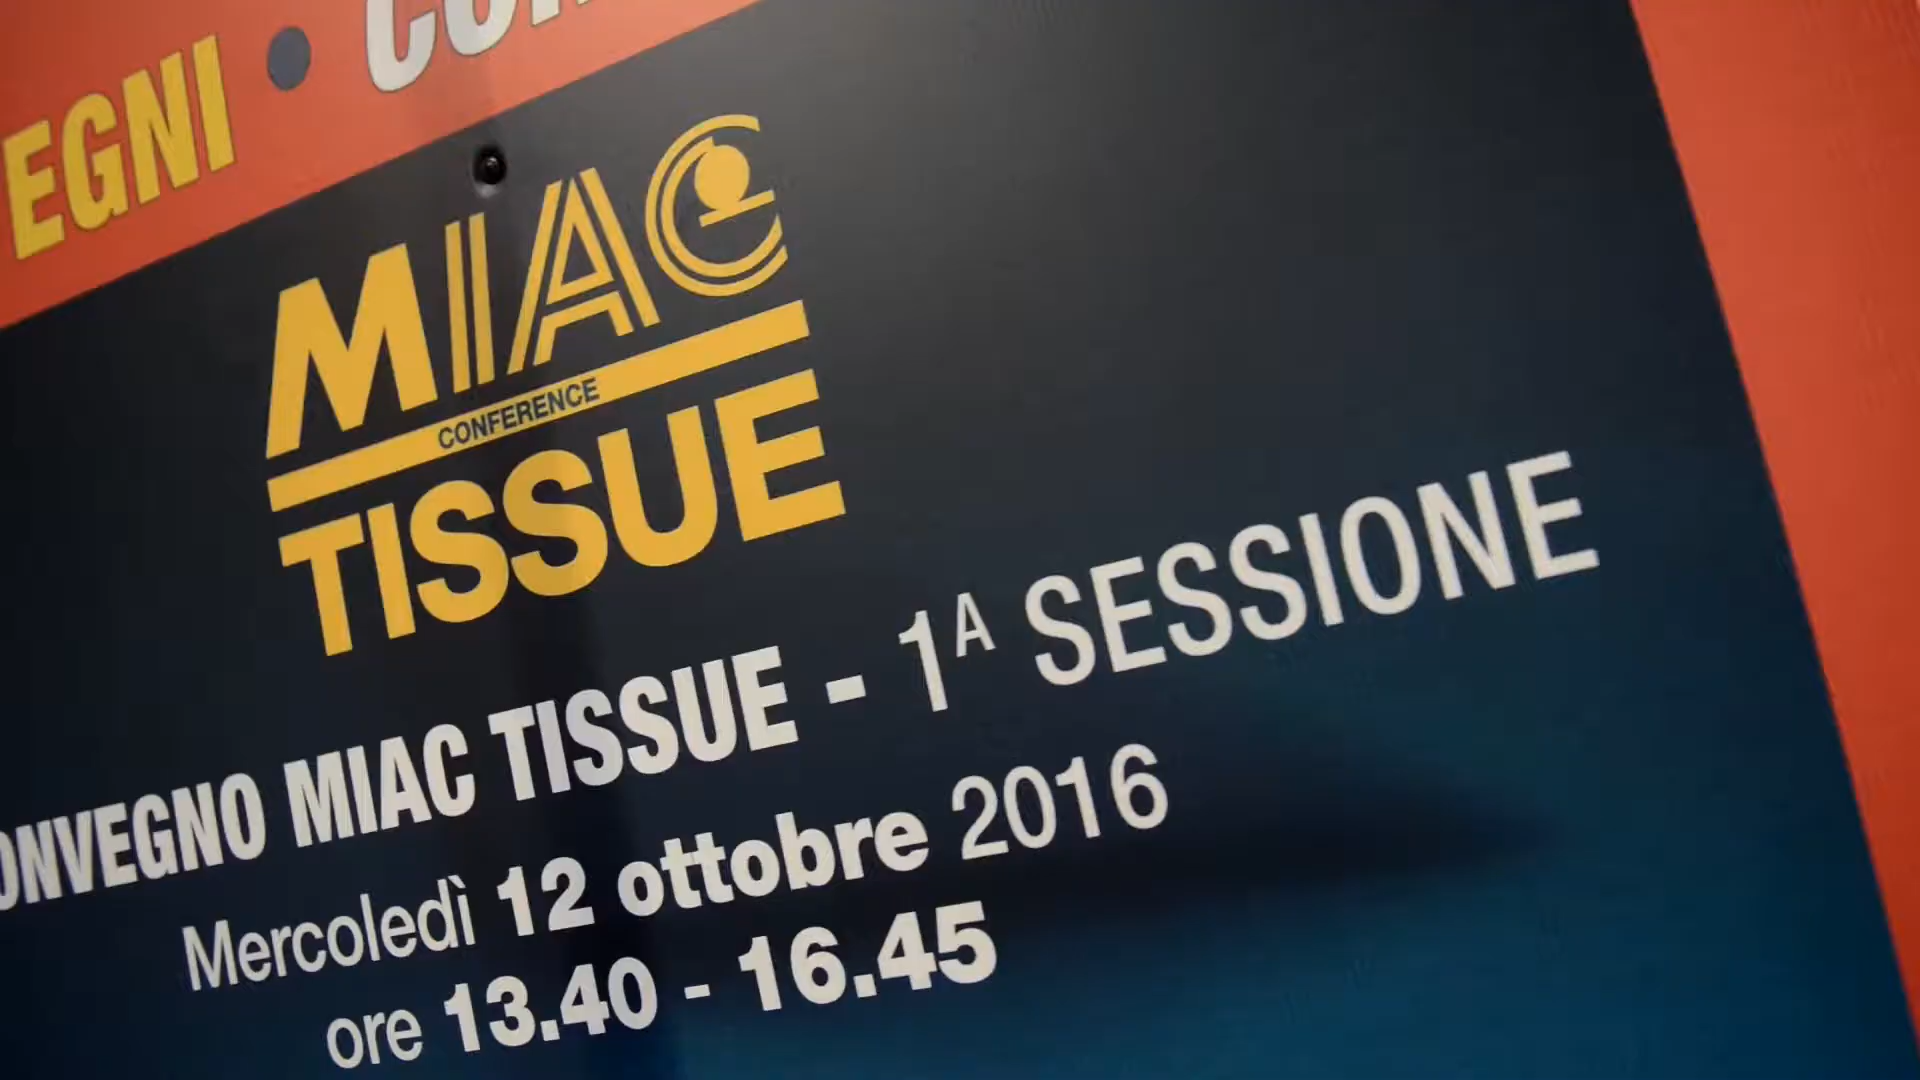 EGNI •
MIAC
CONFERENCE
TISSUE
ONVEGNO MIAC TISSUE - 1A SESSIONE
Mercoledì 12 ottobre 2016
ore 13.40 - 16.45